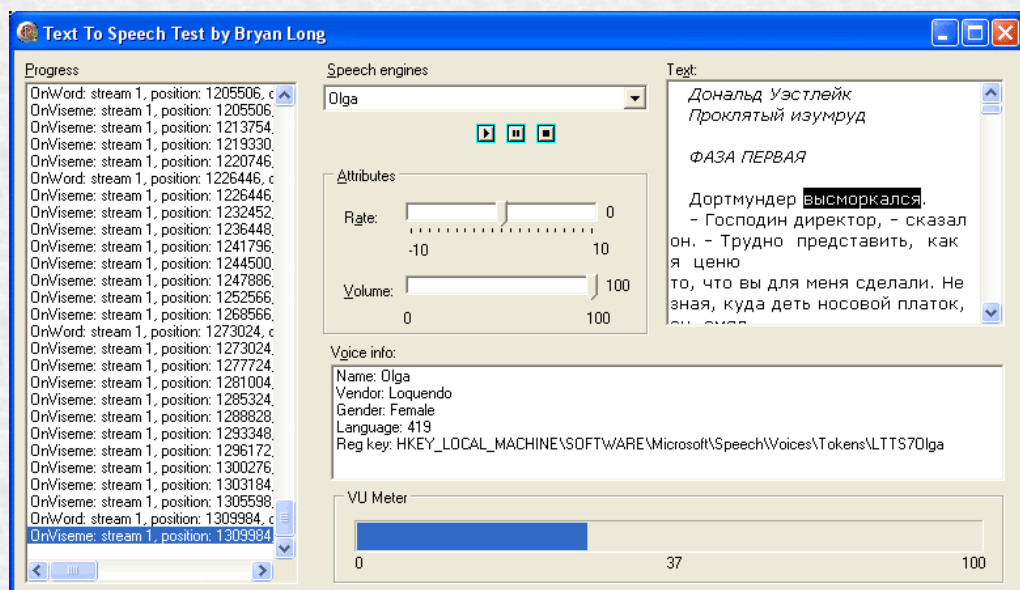 Text To Speech Test by Bryan Long
Progress
OnWord: stream 1, position: 1205506, c
OnViseme: stream 1, position: 1205506,
OnViseme: stream 1, position: 1213754,
OnViseme: stream 1, position: 1219330,
OnViseme: stream 1, position: 1220746,
OnWord: stream 1, position: 1226446, c
OnViseme: stream 1, position: 1226446,
OnViseme: stream 1, position: 1232452,
OnViseme: stream 1, position: 1236448,
OnViseme: stream 1, position: 1241796,
OnViseme: stream 1, position: 1244500,
OnViseme: stream 1, position: 1247886,
OnViseme: stream 1, position: 1252566,
OnViseme: stream 1, position: 1268566,
OnWord: stream 1, position: 1273024, c
OnViseme: stream 1, position: 1273024,
OnViseme: stream 1, position: 1277724,
OnViseme: stream 1, position: 1281004,
OnViseme: stream 1, position: 1285324,
OnViseme: stream 1, position: 1288828,
OnViseme: stream 1, position: 1293348,
OnViseme: stream 1, position: 1296172,
OnViseme: stream 1, position: 1300276,
OnViseme: stream 1, position: 1303184,
OnViseme: stream 1, position: 1305598,
OnWord: stream 1, position: 1309984, c
OnViseme: stream 1, position: 1309984,
Speech engines
Olga
Attributes
Rate:
0
-10 10
Volume:
100
0 100
Text:
Дональд Уэстлейк
Проклятый изумруд
ФАЗА ПЕРВАЯ
Дортмундер высморкался.
- Господин директор, - сказал
он. - Трудно представить, как
я ценю
то, что вы для меня сделали. Не
зная, куда деть носовой платок,
Voice info:
Name: Olga
Vendor: Loquendo
Gender: Female
Language: 419
Reg key: HKEY_LOCAL_MACHINE\SOFTWARE\Microsoft\Speech\Voices\Tokens\LTTS7Olga
VU Meter
0 37 100